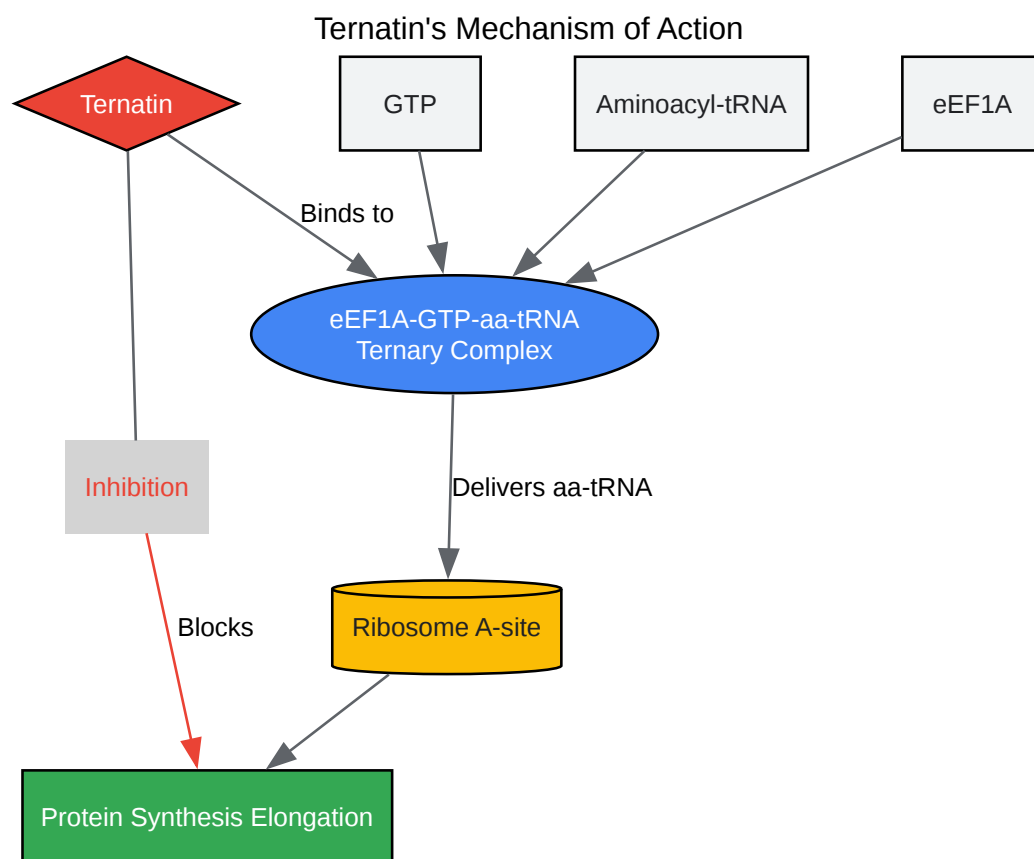 Ternatin's Mechanism of Action
Ternatin
GTP
Aminoacyl-tRNA
eEF1A
Binds to
eEF1A-GTP-aa-tRNA
Ternary Complex
Inhibition
Delivers aa-tRNA
Blocks
Ribosome A-site
Protein Synthesis Elongation